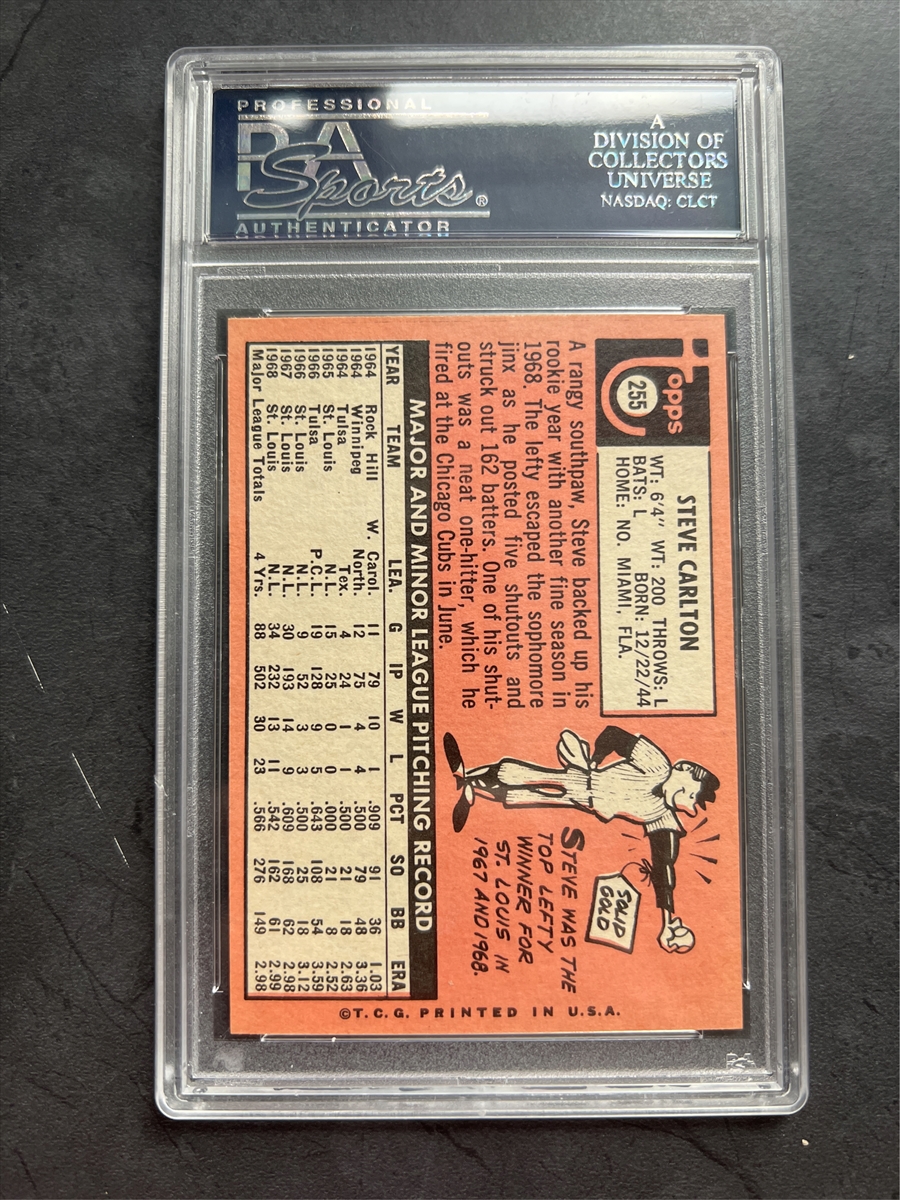 PROFESSIONAL
PSA
Sports®
AUTHENTICATOR
A
DIVISION OF
COLLECTORS
UNIVERSE
NASDAQ: CLCT
Topps
255
STEVE CARLTON
WT: 6'4" WT: 200 THROWS: L
BATS: L BORN: 12/22/44
HOME: NO. MIAMI, FLA.
A rangy southpaw, Steve backed up his
rookie year with another fine season in
1968. The lefty escaped the sophomore
jinx as he posted five shutouts and
struck out 162 batters. One of his shut-
outs was a neat one-hitter, which he
fired at the Chicago Cubs in June.
SOLID
GOLD
STEVE WAS THE
TOP LEFTY
WINNER FOR
ST. LOUIS IN
1967 AND 1968.
MAJOR AND MINOR LEAGUE PITCHING RECORD
YEAR TEAM LEA. G IP W L PCT SO BB ERA
1964 Rock Hill W. Carol. 11 79 10 1 .909 91 36 1.03
1964 Winnipeg North. 12 75 4 4 .500 79 48 3.36
1964 Tulsa Tex. 4 24 1 1 .500 21 18 2.63
1965 St. Louis N.L. 15 25 0 0 .000 21 8 2.52
1966 Tulsa P.C.L. 19 128 9 5 .643 108 54 3.59
1966 St. Louis N.L. 9 52 3 3 .500 25 18 3.12
1967 St. Louis N.L. 30 193 14 9 .609 168 62 2.98
1968 St. Louis N.L. 34 232 13 11 .542 162 61 2.99
Major League Totals 4 Yrs. 88 502 30 23 .566 276 149 2.98
©T.C.G. PRINTED IN U.S.A.